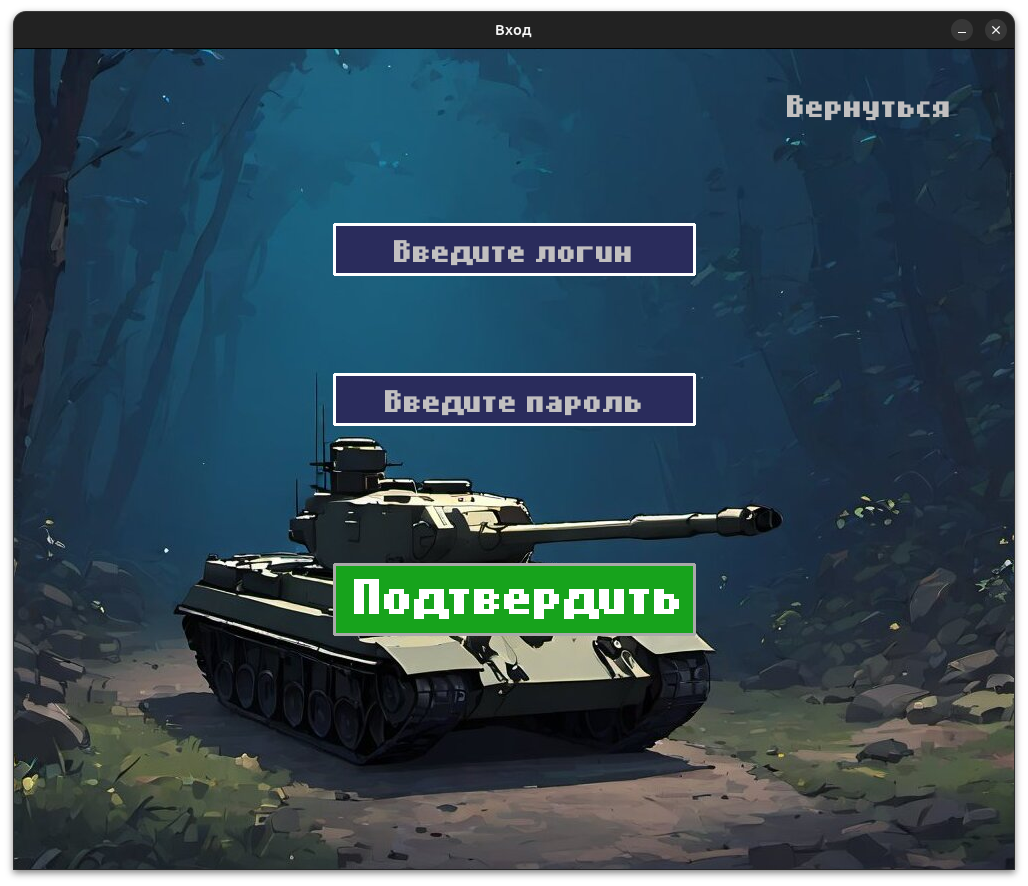 Вход
Вернуться
Введите логин
Введите пароль
Подтвердить